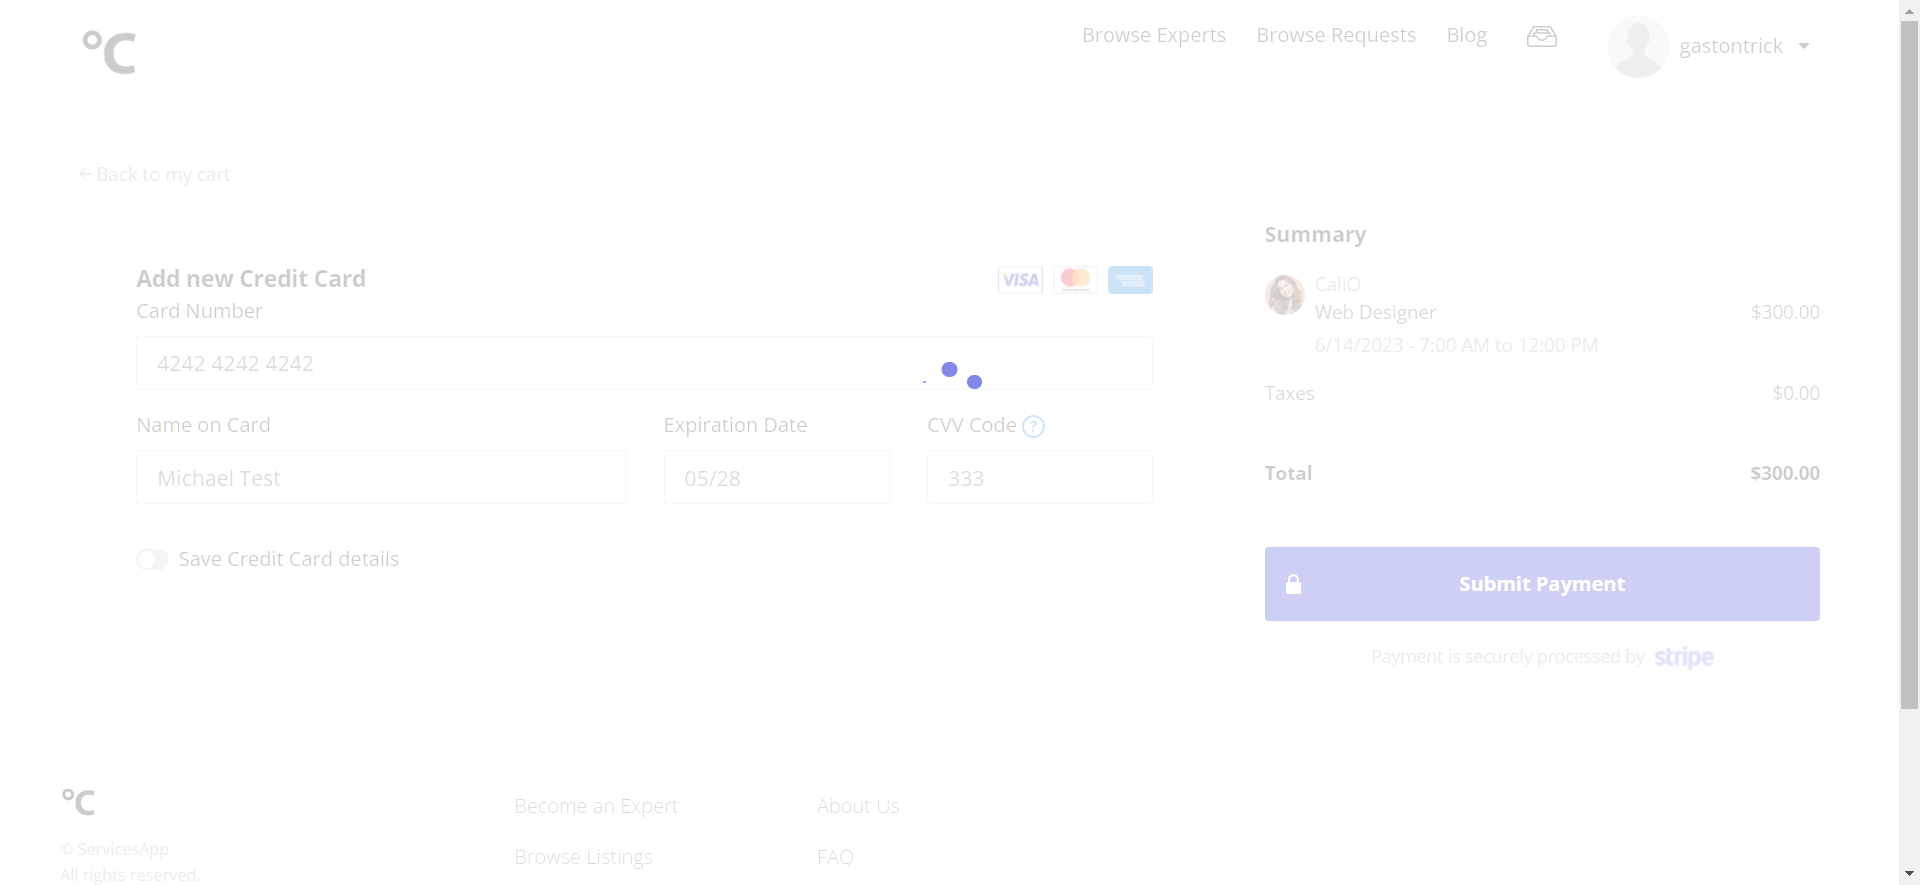 °C
Browse Experts
Browse Requests
Blog
gastontrick
Back to my cart
Add new Credit Card
VISA
Card Number
4242 4242 4242
Name on Card
Expiration Date
CVV Code ?
Michael Test
05/28
333
Save Credit Card details
Summary
CaliO
Web Designer $300.00
6/14/2023 - 7:00 AM to 12:00 PM
Taxes $0.00
Total $300.00
Submit Payment
Payment is securely processed by stripe
°C
© ServicesApp
All rights reserved.
Become an Expert
Browse Listings
About Us
FAQ